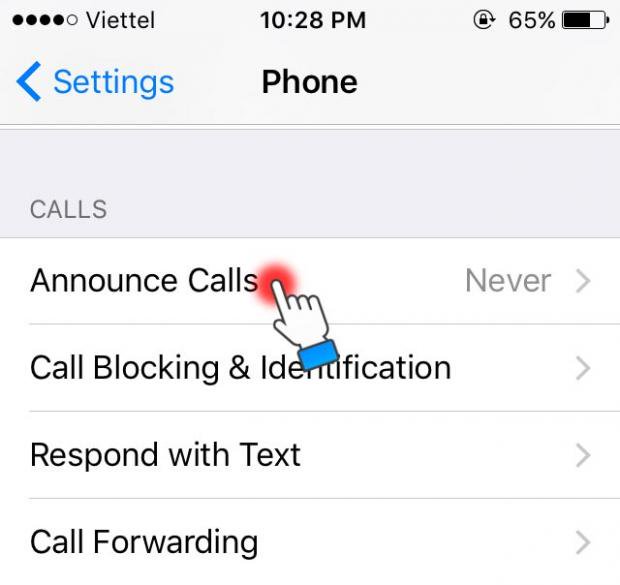 Viettel 10:28 PM 65%
Settings Phone
CALLS
Announce Calls Never
Call Blocking & Identification
Respond with Text
Call Forwarding